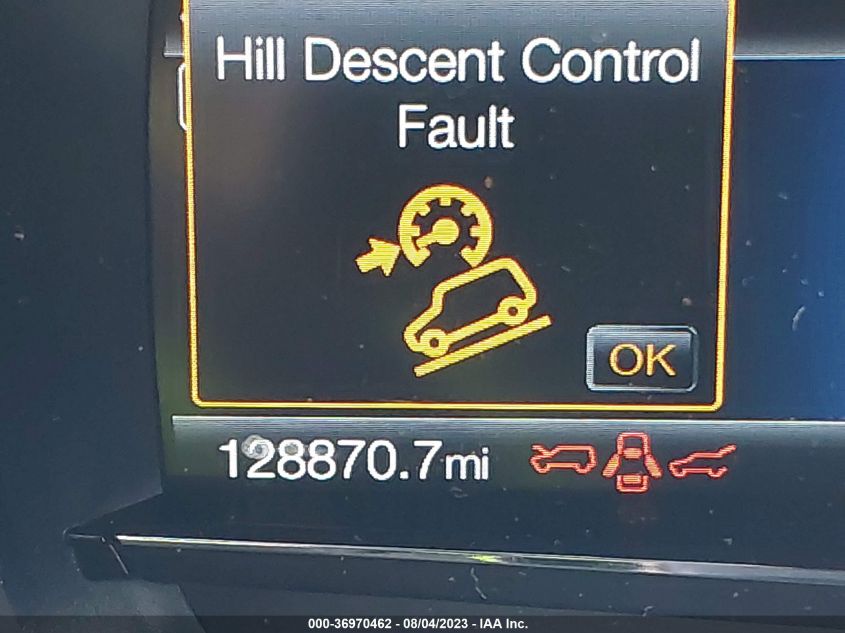 Hill Descent Control
Fault
OK
128870.7mi
000-36970462 - 08/04/2023 - IAA Inc.